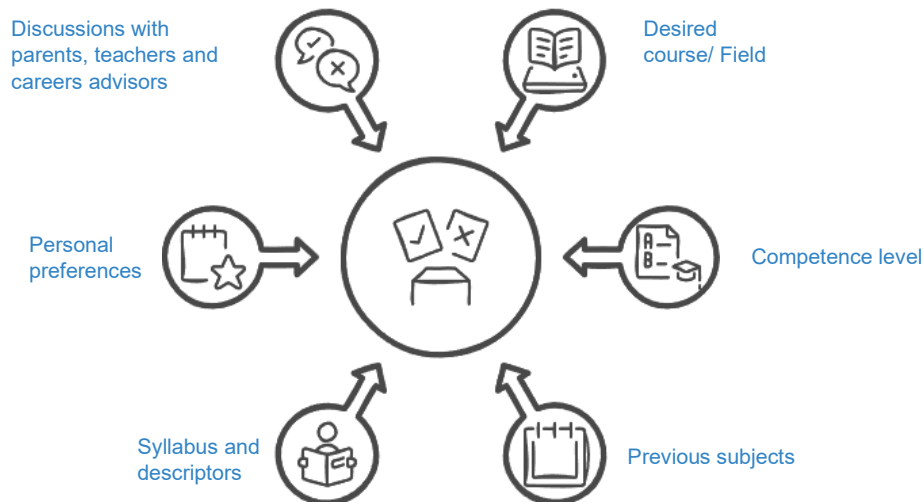 Discussions with
parents, teachers and
careers advisors
Desired
course/ Field
Personal
preferences
A
B
Competence level
Syllabus and
descriptors
Previous subjects